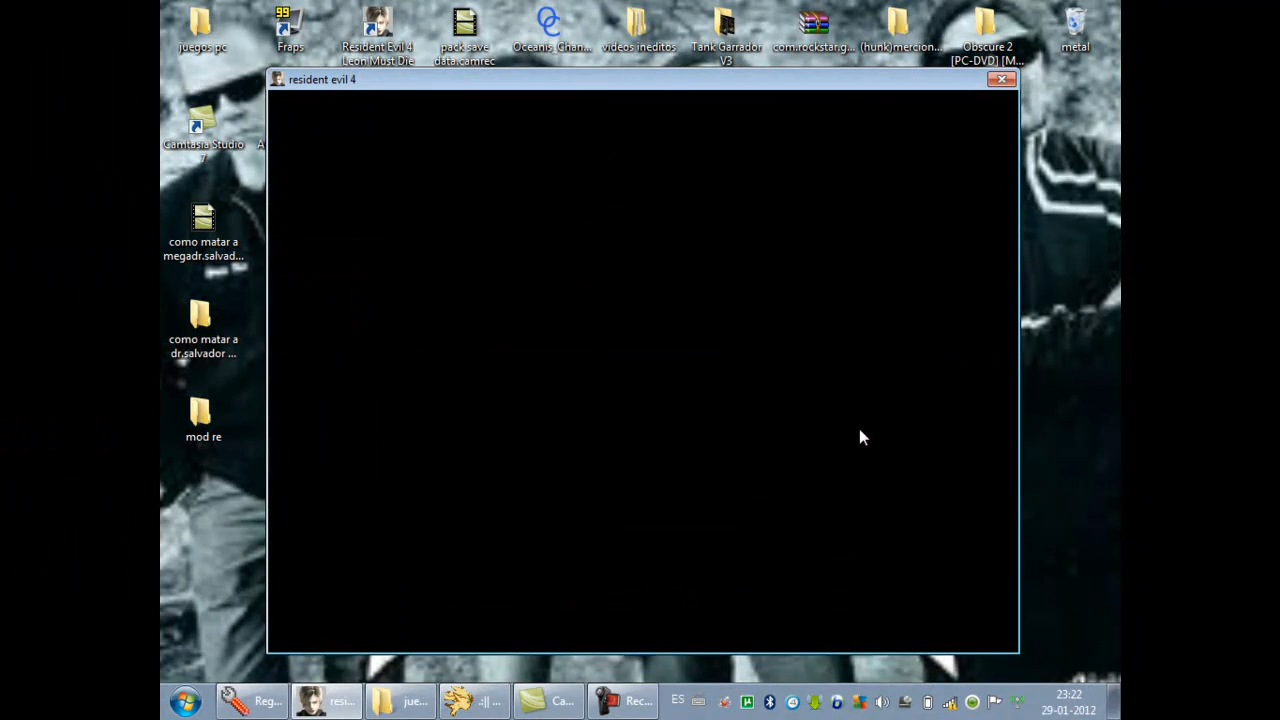 juegos pc
Fraps
Resident Evil 4
Leon Must Die
pack save
data.camrec
Oceanis_Chan...
videos ineditos
Tank Garrador
V3
com.rockstar.g...
(hunk)mercion...
Obscure 2
[PC-DVD] [M...
metal
resident evil 4
Camtasia Studio
7
A
como matar a
megadr.salvad...
como matar a
dr.salvador ...
mod re
Reg...
resi...
jue...
.:|| ...
Ca...
Rec...
ES
23:22
29-01-2012